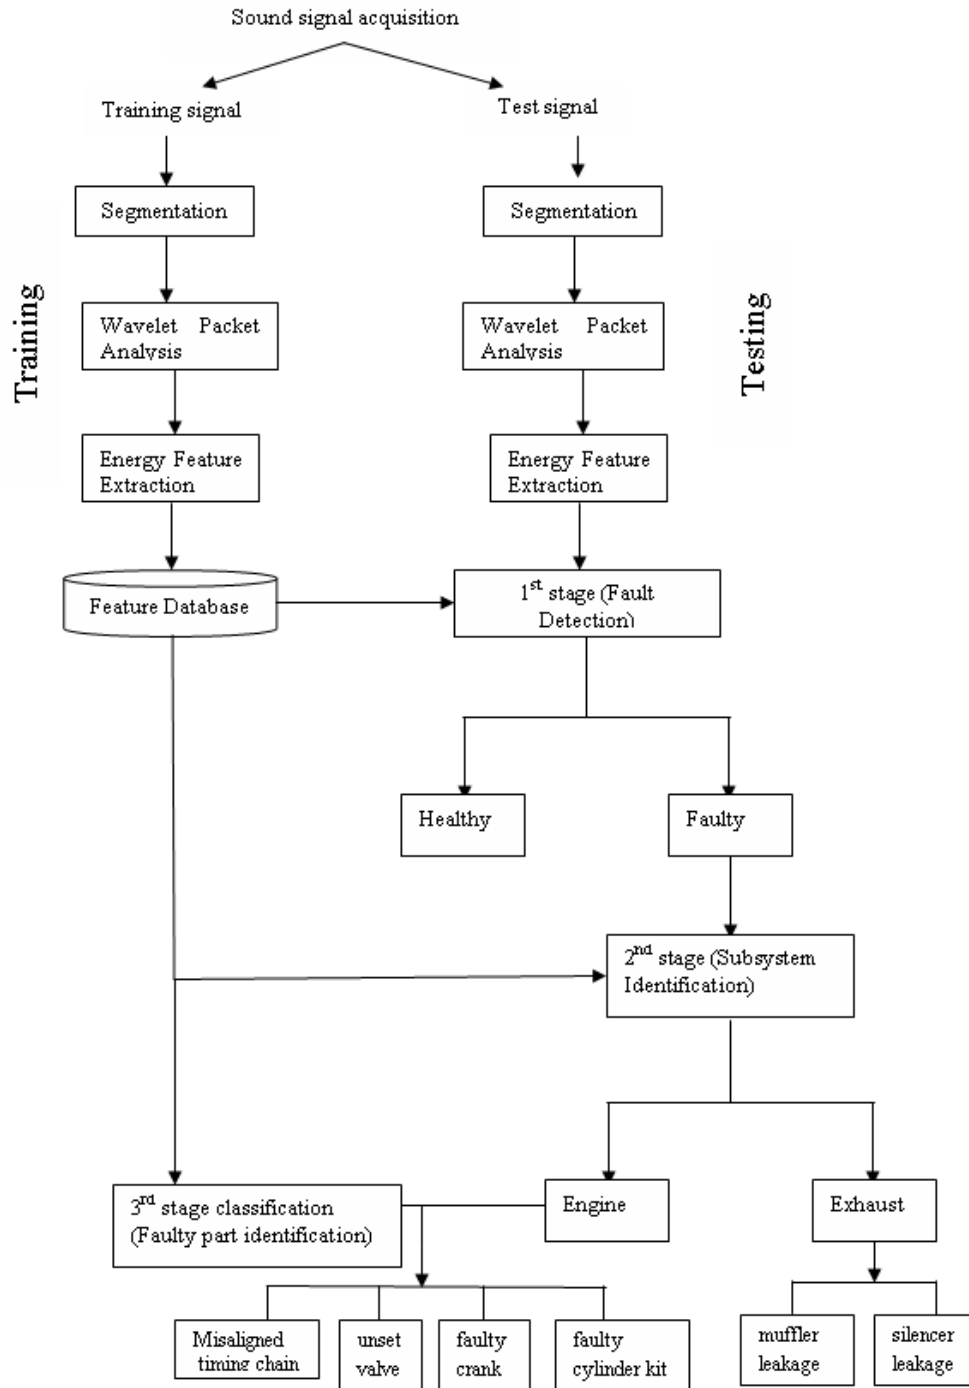 Sound signal acquisition
Training signal
Test signal
Segmentation
Segmentation
Training
Testing
Wavelet Packet
Analysis
Wavelet Packet
Analysis
Energy Feature
Extraction
Energy Feature
Extraction
Feature Database
1st stage (Fault
Detection)
Healthy
Faulty
2nd stage (Subsystem
Identification)
3rd stage classification
(Faulty part identification)
Engine
Exhaust
Misaligned
timing chain
unset
valve
faulty
crank
faulty
cylinder kit
muffler
leakage
silencer
leakage